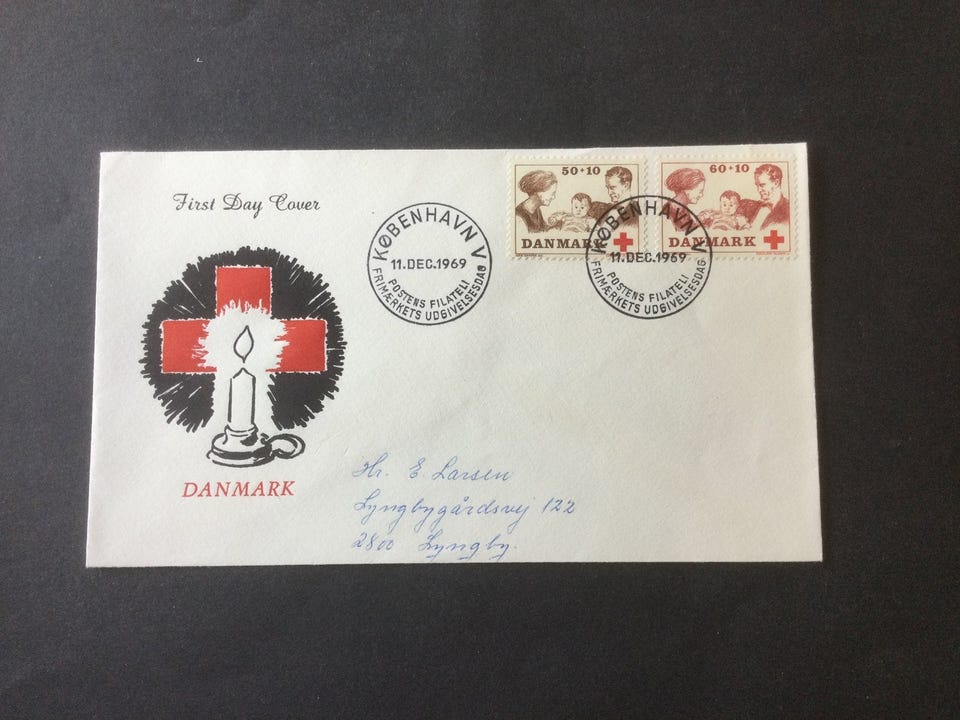 First Day Cover
50+10
DANMARK
60+10
DANMARK
KØBENHAVN V
11.DEC.1969
POSTENS FILATELI
FRIMÆRKETS UDGIVELSESDAG
KØBENHAVN V
11.DEC.1969
POSTENS FILATELI
FRIMÆRKETS UDGIVELSESDAG
DANMARK
Hr. E. Larsen
Lyngbygårdsvej 122
2800 Lyngby.